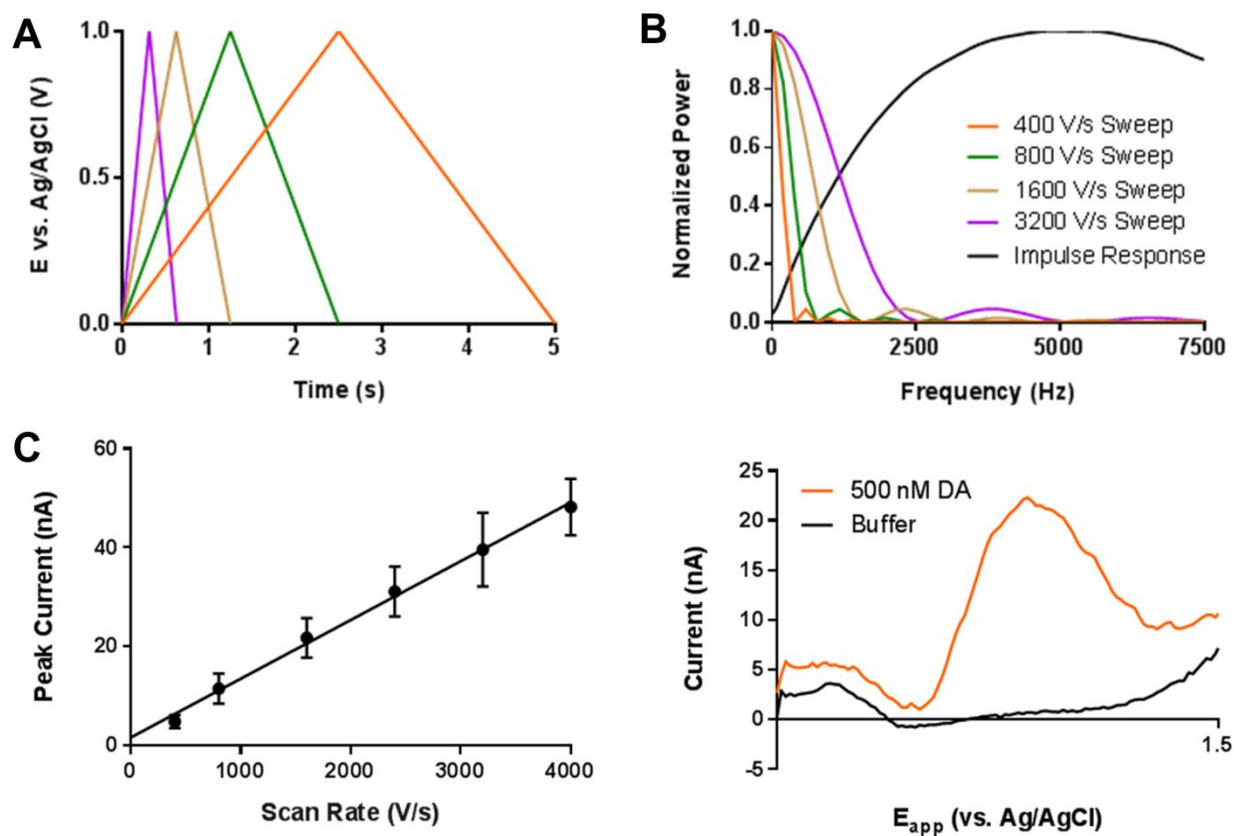 A
E vs. Ag/AgCl (V)
1.0
0.5
0.0
0 1 2 3 4 5
Time (s)
B
Normalized Power
1.0
0.8
0.6
0.4
0.2
0.0
400 V/s Sweep
800 V/s Sweep
1600 V/s Sweep
3200 V/s Sweep
Impulse Response
0 2500 5000 7500
Frequency (Hz)
C
Peak Current (nA)
60
40
20
0
0 1000 2000 3000 4000
Scan Rate (V/s)
Current (nA)
25
20
15
10
5
0
-5
500 nM DA
Buffer
1.5
Eapp (vs. Ag/AgCl)